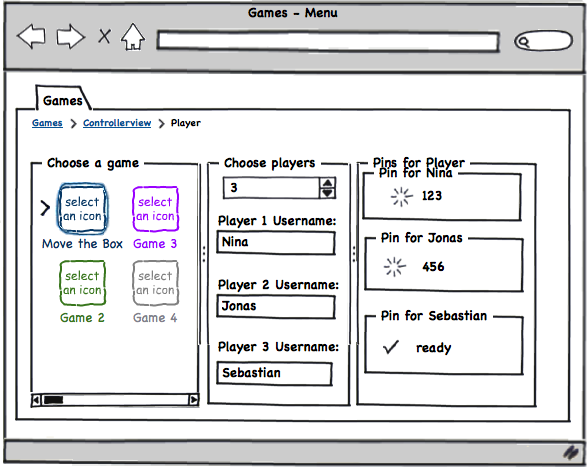 Games - Menu
Games
Games > Controllerview > Player
Choose a game
select
an icon
Move the Box
select
an icon
Game 3
select
an icon
Game 2
select
an icon
Game 4
Choose players
3
Player 1 Username:
Nina
Player 2 Username:
Jonas
Player 3 Username:
Sebastian
Pins for Player
Pin for Nina
123
Pin for Jonas
456
Pin for Sebastian
ready